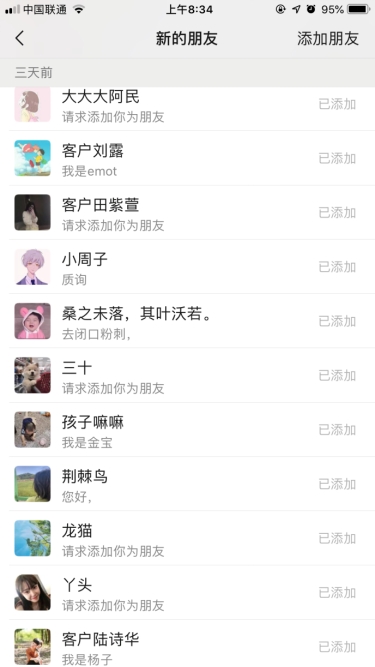 中国联通
上午8:34
95%
新的朋友
添加朋友
三天前
大大大阿民
请求添加你为朋友
已添加
客户刘露
我是emot
已添加
客户田紫萱
请求添加你为朋友
已添加
小周子
质询
已添加
桑之未落，其叶沃若。
去闭口粉刺，
已添加
三十
请求添加你为朋友
已添加
孩子嘛嘛
我是金宝
已添加
荆棘鸟
您好，
已添加
龙猫
请求添加你为朋友
已添加
丫头
请求添加你为朋友
已添加
客户陆诗华
我是杨子
已添加